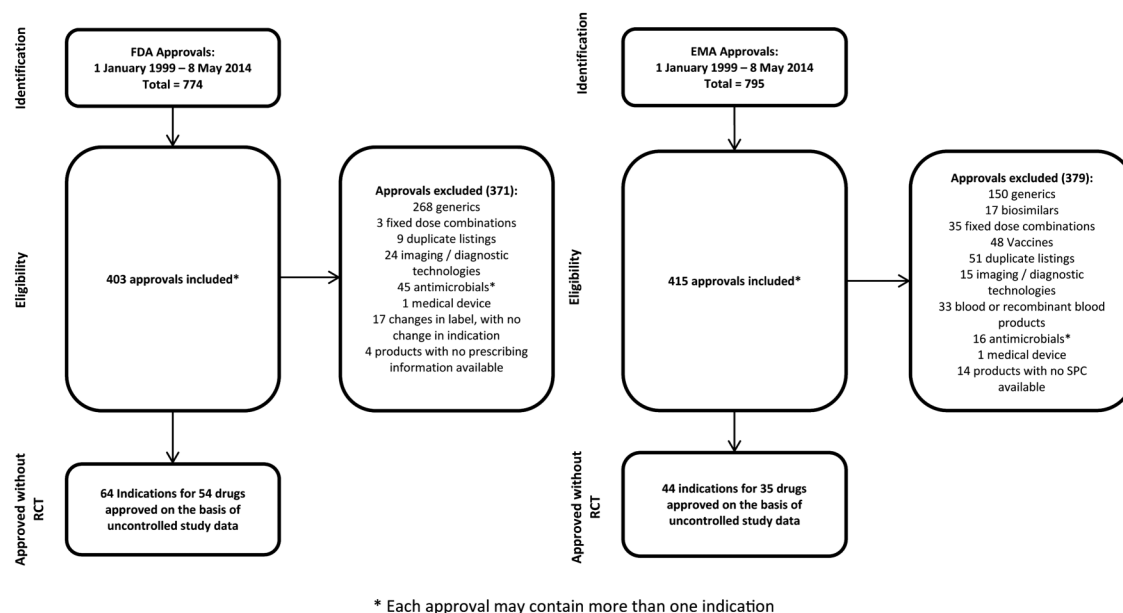 Identification
FDA Approvals:
1 January 1999 – 8 May 2014
Total = 774
Eligibility
403 approvals included*
Approvals excluded (371):
268 generics
3 fixed dose combinations
9 duplicate listings
24 imaging / diagnostic
technologies
45 antimicrobials*
1 medical device
17 changes in label, with no
change in indication
4 products with no prescribing
information available
Approved without
RCT
64 Indications for 54 drugs
approved on the basis of
uncontrolled study data
Identification
EMA Approvals:
1 January 1999 – 8 May 2014
Total = 795
Eligibility
415 approvals included*
Approvals excluded (379):
150 generics
17 biosimilars
35 fixed dose combinations
48 Vaccines
51 duplicate listings
15 imaging / diagnostic
technologies
33 blood or recombinant blood
products
16 antimicrobials*
1 medical device
14 products with no SPC
available
Approved without
RCT
44 indications for 35 drugs
approved on the basis of
uncontrolled study data
* Each approval may contain more than one indication